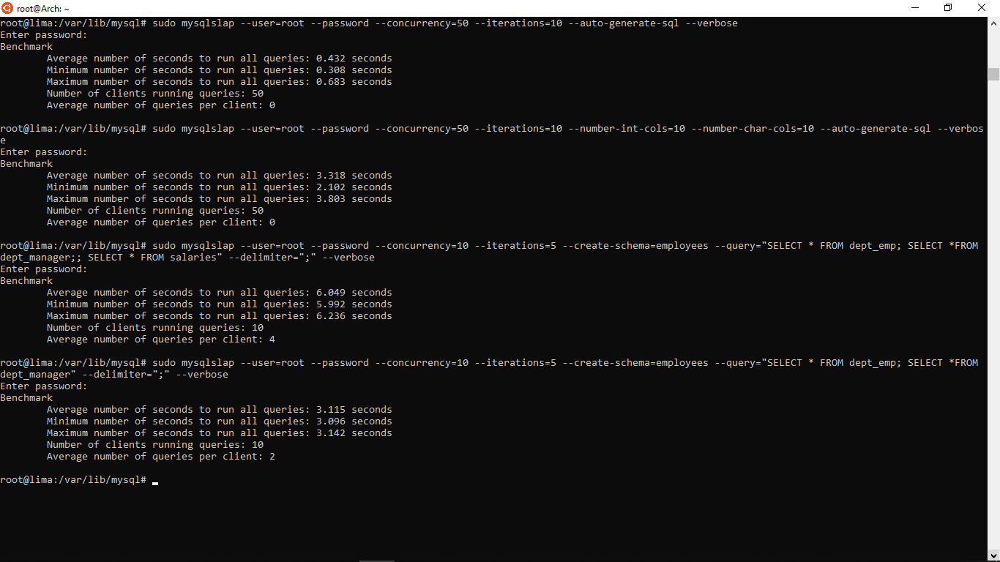 root@Arch: ~
root@lima:/var/lib/mysql# sudo mysqlslap --user=root --password --concurrency=50 --iterations=10 --auto-generate-sql --verbose
Enter password:
Benchmark
        Average number of seconds to run all queries: 0.432 seconds
        Minimum number of seconds to run all queries: 0.308 seconds
        Maximum number of seconds to run all queries: 0.683 seconds
        Number of clients running queries: 50
        Average number of queries per client: 0
root@lima:/var/lib/mysql# sudo mysqlslap --user=root --password --concurrency=50 --iterations=10 --number-int-cols=10 --number-char-cols=10 --auto-generate-sql --verbos
e
Enter password:
Benchmark
        Average number of seconds to run all queries: 3.318 seconds
        Minimum number of seconds to run all queries: 2.102 seconds
        Maximum number of seconds to run all queries: 3.803 seconds
        Number of clients running queries: 50
        Average number of queries per client: 0
root@lima:/var/lib/mysql# sudo mysqlslap --user=root --password --concurrency=10 --iterations=5 --create-schema=employees --query="SELECT * FROM dept_emp; SELECT *FROM
dept_manager;; SELECT * FROM salaries" --delimiter=";" --verbose
Enter password:
Benchmark
        Average number of seconds to run all queries: 6.049 seconds
        Minimum number of seconds to run all queries: 5.992 seconds
        Maximum number of seconds to run all queries: 6.236 seconds
        Number of clients running queries: 10
        Average number of queries per client: 4
root@lima:/var/lib/mysql# sudo mysqlslap --user=root --password --concurrency=10 --iterations=5 --create-schema=employees --query="SELECT * FROM dept_emp; SELECT *FROM
dept_manager" --delimiter=";" --verbose
Enter password:
Benchmark
        Average number of seconds to run all queries: 3.115 seconds
        Minimum number of seconds to run all queries: 3.096 seconds
        Maximum number of seconds to run all queries: 3.142 seconds
        Number of clients running queries: 10
        Average number of queries per client: 2
root@lima:/var/lib/mysql#